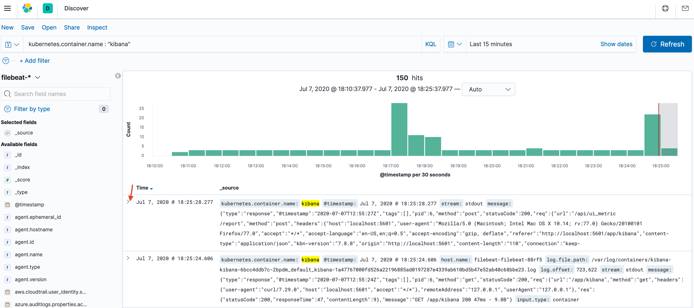 D Discover
New Save Open Share Inspect
kubernetes.container.name : "kibana" KQL Last 15 minutes Show dates Refresh
+ Add filter
filebeat-*
Search field names
Filter by type 0
Selected fields
_source
Available fields
_id
_index
_score
_type
@timestamp
agent.ephemeral_id
agent.hostname
agent.id
agent.name
agent.type
agent.version
aws.cloudtrail.user_identity.s...
auditlogs.properties.ac...
150 hits
Jul 7, 2020 @ 18:10:37.977 - Jul 7, 2020 @ 18:25:37.977 — Auto
Count
25
20
15
10
5
0
18:10:00 18:11:00 18:12:00 18:13:00 18:14:00 18:15:00 18:16:00 18:17:00 18:18:00 18:19:00 18:20:00 18:21:00 18:22:00 18:23:00 18:24:00 18:25:00
@timestamp per 30 seconds
Time _source
Jul 7, 2020 @ 18:25:28.277 kubernetes.container.name: kibana @timestamp: Jul 7, 2020 @ 18:25:28.277 stream: stdout message:
{"type":"response","@timestamp":"2020-07-07T12:55:27Z","tags":[],"pid":6,"method":"post","statusCode":200,"req":{"url":"/api/ui_metric
/report","method":"post","headers":{"host":"localhost:5601","user-agent":"Mozilla/5.0 (Macintosh; Intel Mac OS X 10.14; rv:77.0) Gecko/20100101
Firefox/77.0","accept":"*/*","accept-language":"en-US,en;q=0.5","accept-encoding":"gzip, deflate","referer":"http://localhost:5601/app/kibana","content-
type":"application/json","kbn-version":"7.8.0","origin":"http://localhost:5601","content-length":"110","connection":"keep-
Jul 7, 2020 @ 18:25:24.606 kubernetes.container.name: kibana @timestamp: Jul 7, 2020 @ 18:25:24.606 host.name: log.file.path: /var/log/containers/kibana-
log.offset: 723,622 stream: stdout message:
{"type":"response","@timestamp":"2020-07-07T12:55:24Z","tags":[],"pid":6,"method":"get","statusCode":200,"req":{"url":"/app/kibana","method":"get","headers":
{"user-agent":"curl/7.29.0","host":"localhost:5601","accept":"*/*"},"remoteAddress":"127.0.0.1","userAgent":"127.0.0.1"},"res":
{"statusCode":200,"responseTime":47,"contentLength":9},"message":"GET /app/kibana 200 47ms - 9.0B"} input.type: container